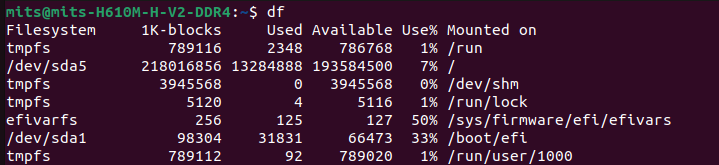 mits@mits-H610M-H-V2-DDR4:~$ df
Filesystem     1K-blocks     Used Available Use% Mounted on
tmpfs             789116     2348    786768   1% /run
/dev/sda5      218016856 13284888 193584500   7% /
tmpfs            3945568        0   3945568   0% /dev/shm
tmpfs               5120        4      5116   1% /run/lock
efivarfs             256      125       127  50% /sys/firmware/efi/efivars
/dev/sda1          98304    31831     66473  33% /boot/efi
tmpfs             789112       92    789020   1% /run/user/1000